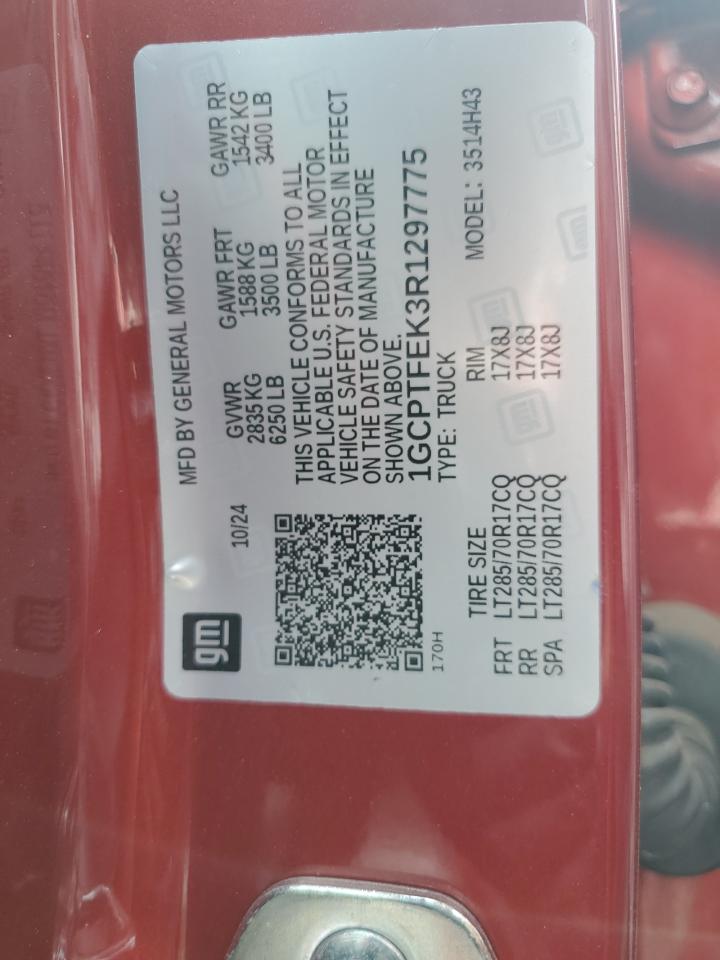 gm
MFD BY GENERAL MOTORS LLC
10/24
GVWR GAWR FRT GAWR RR
2835 KG 1588 KG 1542 KG
6250 LB 3500 LB 3400 LB
THIS VEHICLE CONFORMS TO ALL
APPLICABLE U.S. FEDERAL MOTOR
VEHICLE SAFETY STANDARDS IN EFFECT
ON THE DATE OF MANUFACTURE
SHOWN ABOVE.
1GCPTFEK3R1297775
170H
TYPE: TRUCK MODEL: 3514H43
TIRE SIZE RIM
FRT LT285/70R17CQ 17X8J
RR LT285/70R17CQ 17X8J
SPA LT285/70R17CQ 17X8J